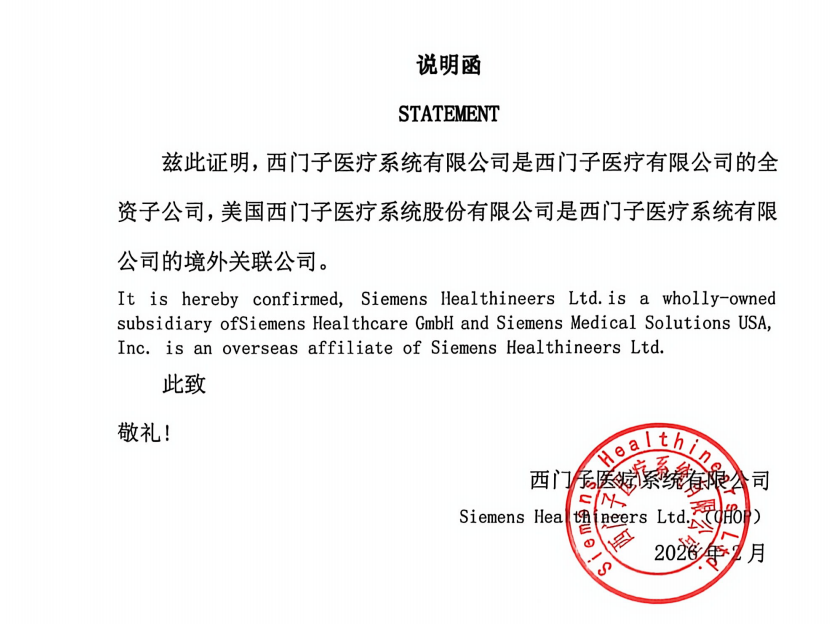 说明函
STATEMENT
兹此证明，西门子医疗系统有限公司是西门子医疗有限公司的全
资子公司，美国西门子医疗系统股份有限公司是西门子医疗系统有限
公司的境外关联公司。
It is hereby confirmed, Siemens Healthineers Ltd.is a wholly-owned
subsidiary ofSiemens Healthcare GmbH and Siemens Medical Solutions USA,
Inc. is an overseas affiliate of Siemens Healthineers Ltd.
此致
敬礼！
西门子医疗系统有限公司
Siemens Healthineers Ltd. (CHOP)
2026 年 2 月
Siemens Healthineers Ltd.
西门子医疗系统有限公司